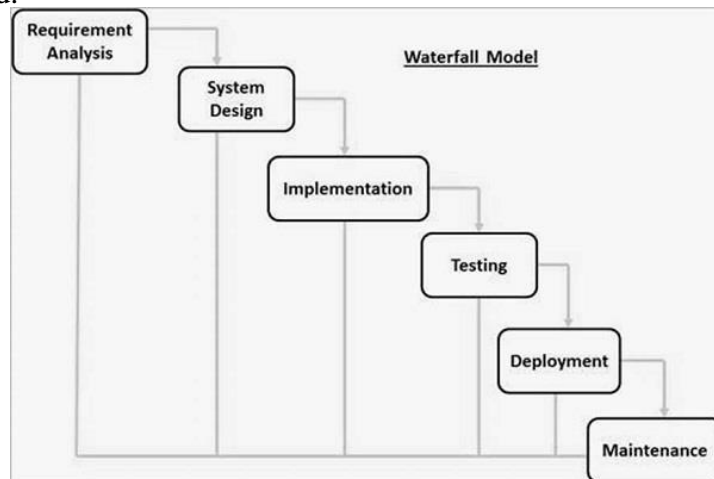 Requirement
Analysis
Waterfall Model
System
Design
Implementation
Testing
Deployment
Maintenance